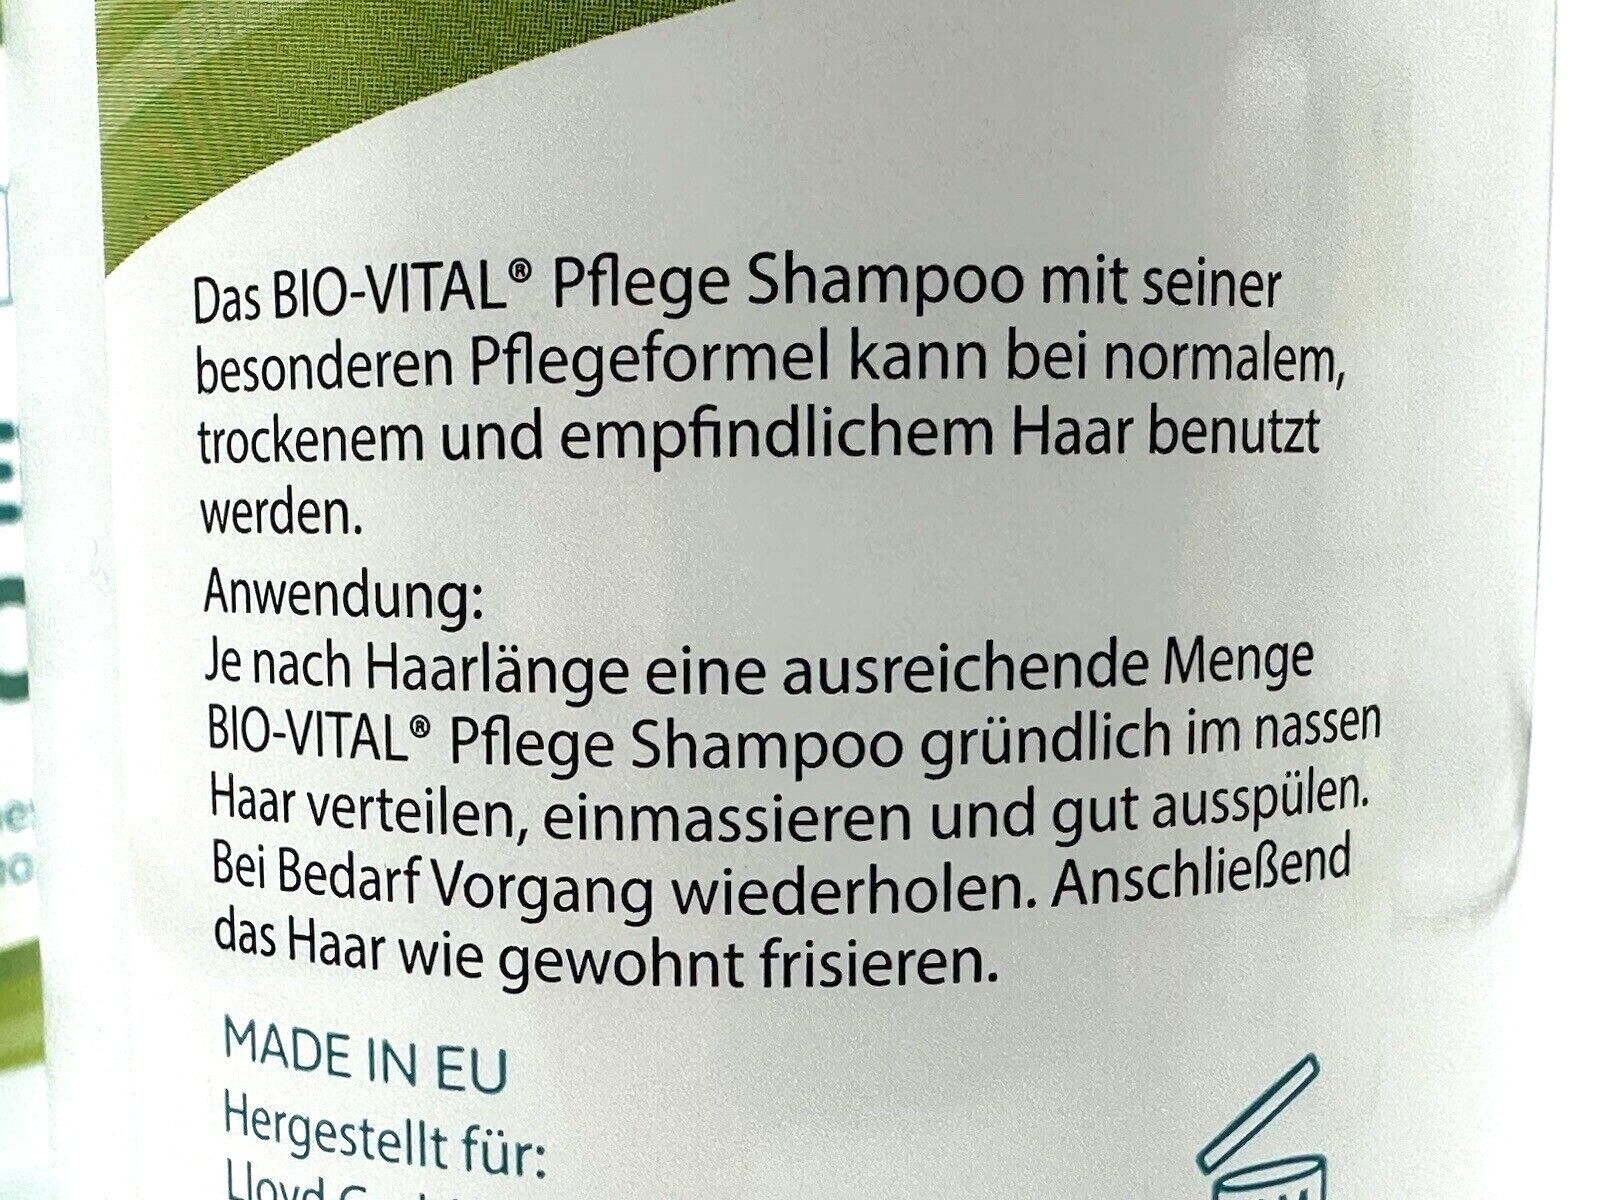 Das BIO-VITAL® Pflege Shampoo mit seiner
besonderen Pflegeformel kann bei normalem,
trockenem und empfindlichem Haar benutzt
werden.
Anwendung:
Je nach Haarlänge eine ausreichende Menge
BIO-VITAL® Pflege Shampoo gründlich im nassen
Haar verteilen, einmassieren und gut ausspülen.
Bei Bedarf Vorgang wiederholen. Anschließend
das Haar wie gewohnt frisieren.
MADE IN EU
Hergestellt für:
Lloyd